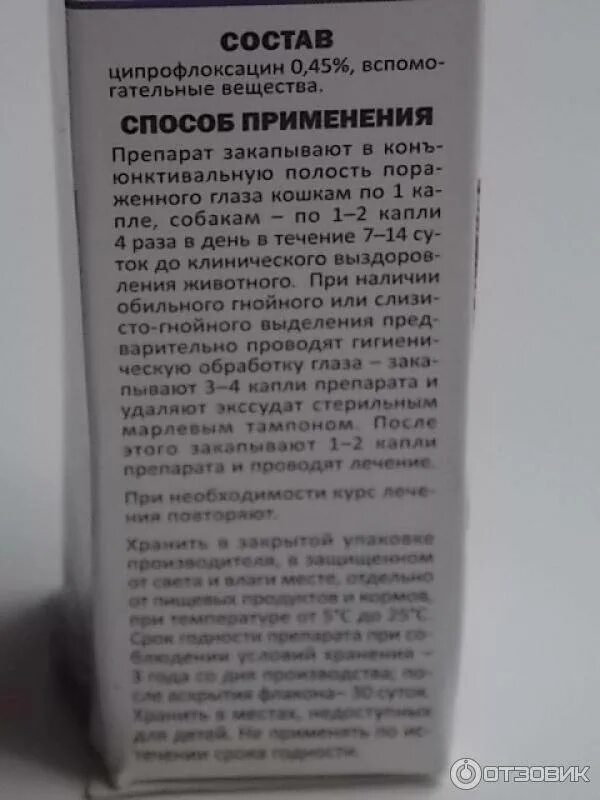 СОСТАВ
ципрофлоксацин 0,45%, вспомо-
гательные вещества.
СПОСОБ ПРИМЕНЕНИЯ
Препарат закапывают в конъ-
юнктивальную полость пора-
женного глаза кошкам по 1 ка-
пле, собакам – по 1–2 капли
4 раза в день в течение 7–14 су-
ток до клинического выздоров-
ления животного. При наличии
обильного гнойного или слизи-
сто-гнойного выделения пред-
варительно проводят гигиени-
ческую обработку глаза – зака-
пывают 3–4 капли препарата и
удаляют экссудат стерильным
марлевым тампоном. После
этого закапывают 1–2 капли
препарата и проводят лечение.
При необходимости курс лече-
ния повторяют.
Хранить в закрытой упаковке
производителя, в защищенном
от света и влаги месте, отдельно
от пищевых продуктов и кормов,
при температуре от 5°С до 25°С.
Срок годности препарата при со-
блюдении условий хранения –
3 года со дня производства; по-
сле вскрытия флакона– 30 суток.
Хранить в местах, недоступных
для детей. Не применять по ис-
течении срока годности.
ОТЗОВИК